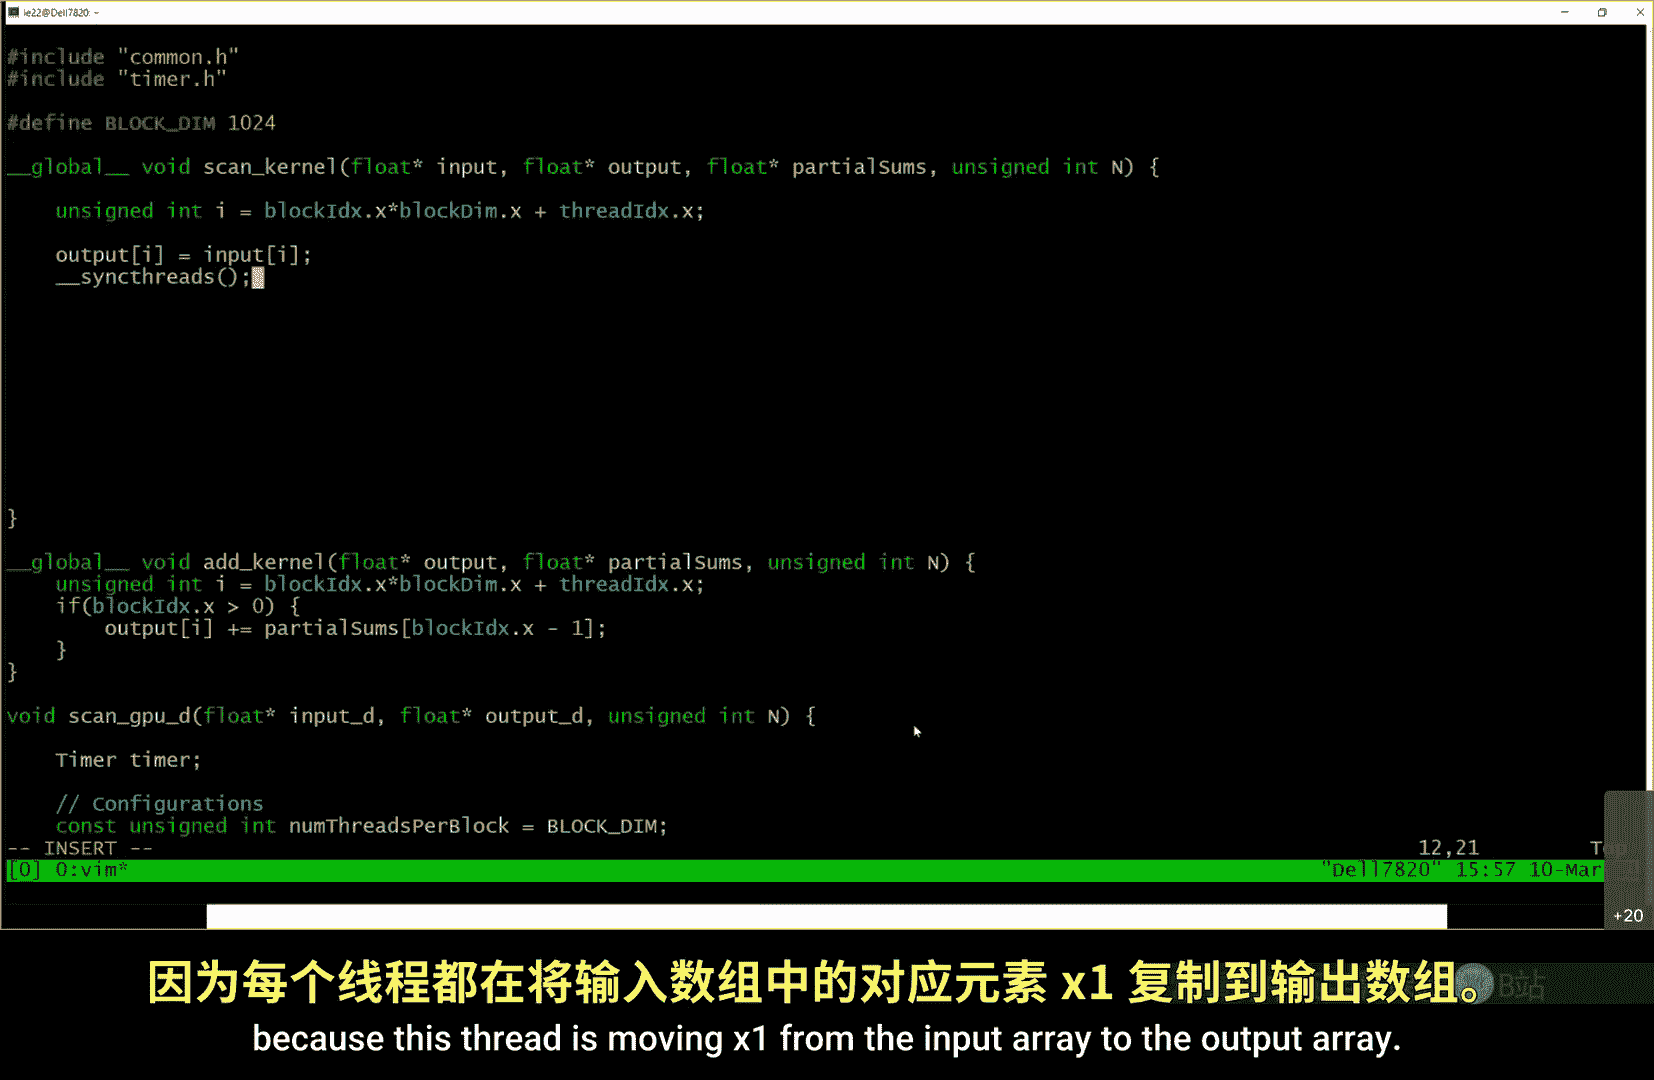 ie22@Dell7820: ~
#include "common.h"
#include "timer.h"
#define BLOCK_DIM 1024
__global__ void scan_kernel(float* input, float* output, float* partialSums, unsigned int N) {
unsigned int i = blockIdx.x*blockDim.x + threadIdx.x;
output[i] = input[i];
__syncthreads();
}
__global__ void add_kernel(float* output, float* partialSums, unsigned int N) {
unsigned int i = blockIdx.x*blockDim.x + threadIdx.x;
if(blockIdx.x > 0) {
output[i] += partialSums[blockIdx.x - 1];
}
}
void scan_gpu_d(float* input_d, float* output_d, unsigned int N) {
Timer timer;
// Configurations
const unsigned int numThreadsPerBlock = BLOCK_DIM;
-- INSERT -- 12,21 Top
[0] 0:vim* "Dell7820" 15:57 10-Mar
+20
因为每个线程都在将输入数组中的对应元素 x1 复制到输出数组。
B站
because this thread is moving x1 from the input array to the output array.